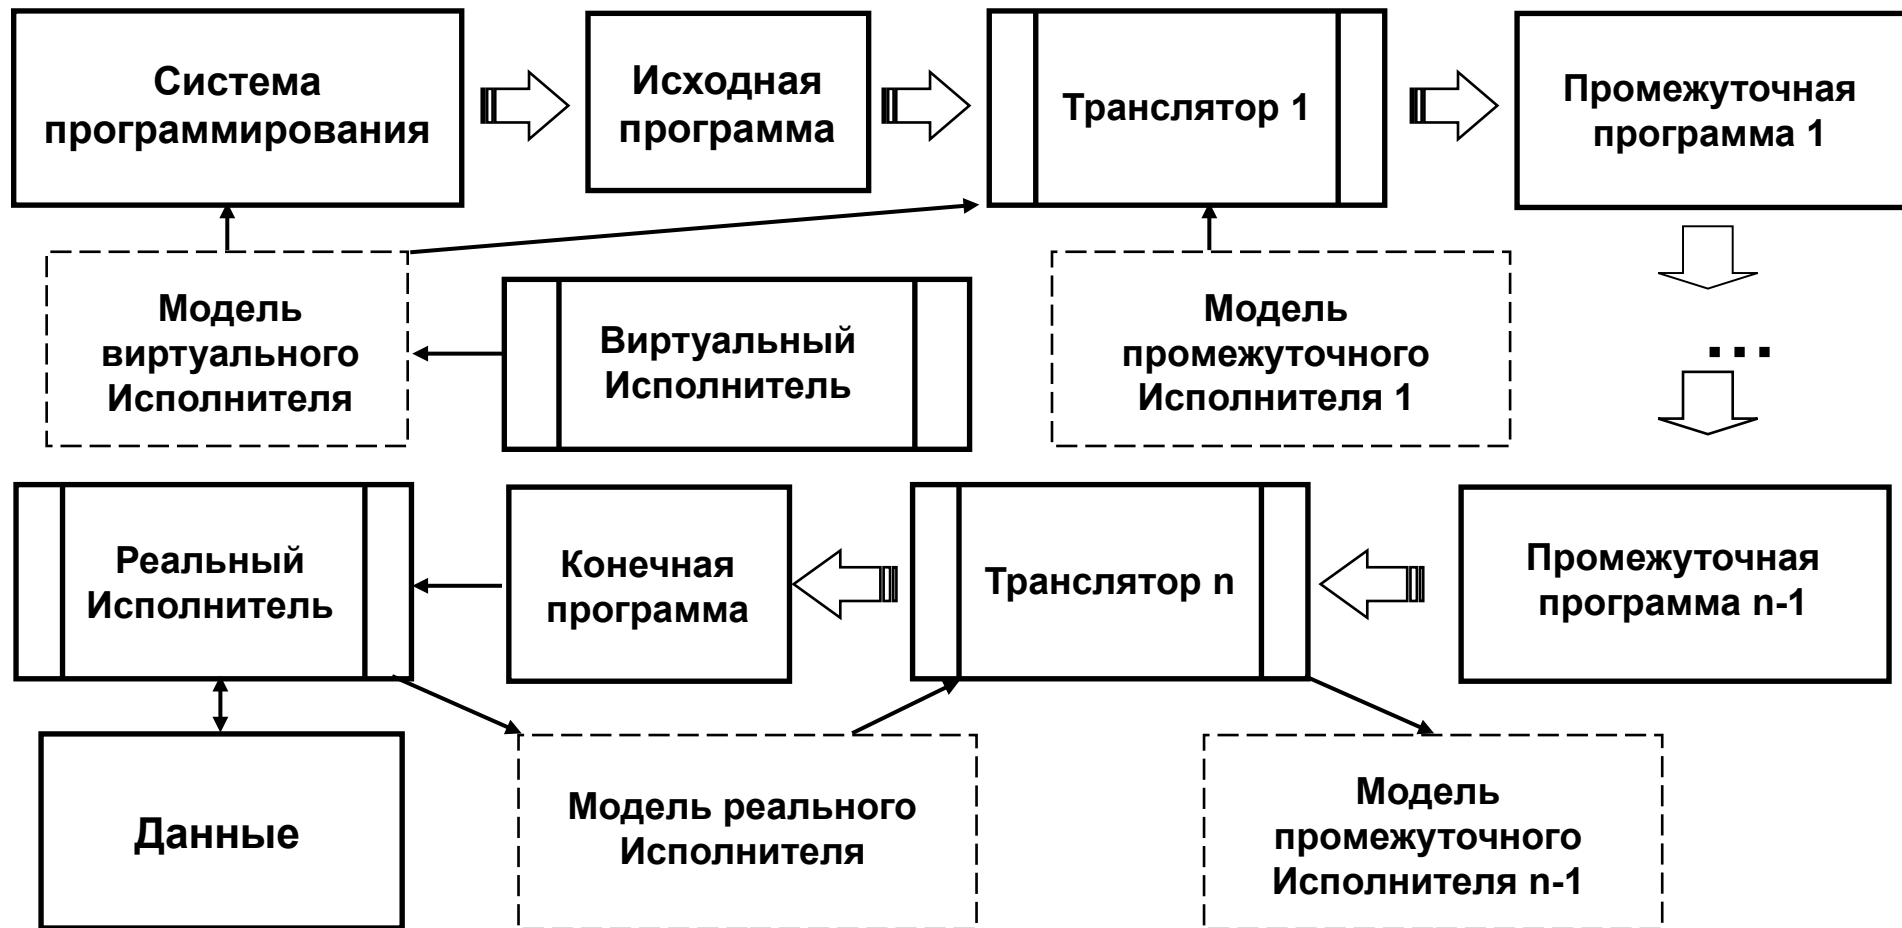 Система
программирования
Исходная
программа
Транслятор 1
Промежуточная
программа 1
Модель
виртуального
Исполнителя
Виртуальный
Исполнитель
Модель
промежуточного
Исполнителя 1
...
Реальный
Исполнитель
Конечная
программа
Транслятор n
Промежуточная
программа n-1
Данные
Модель реального
Исполнителя
Модель
промежуточного
Исполнителя n-1